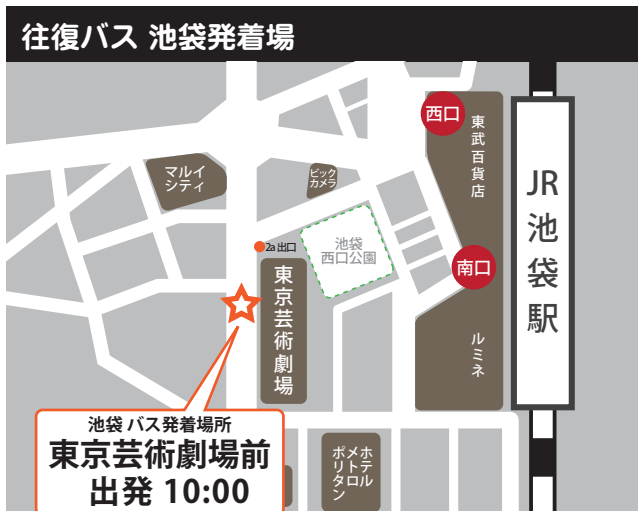 往復バス 池袋発着場
西口
東武百貨店
JR池袋駅
マルイ
シティ
ビック
カメラ
2a 出口
池袋
西口公園
南口
東京芸術劇場
ルミネ
池袋 バス発着場所
東京芸術劇場前
出発 10:00
ホテル
メトロ
ポリタン